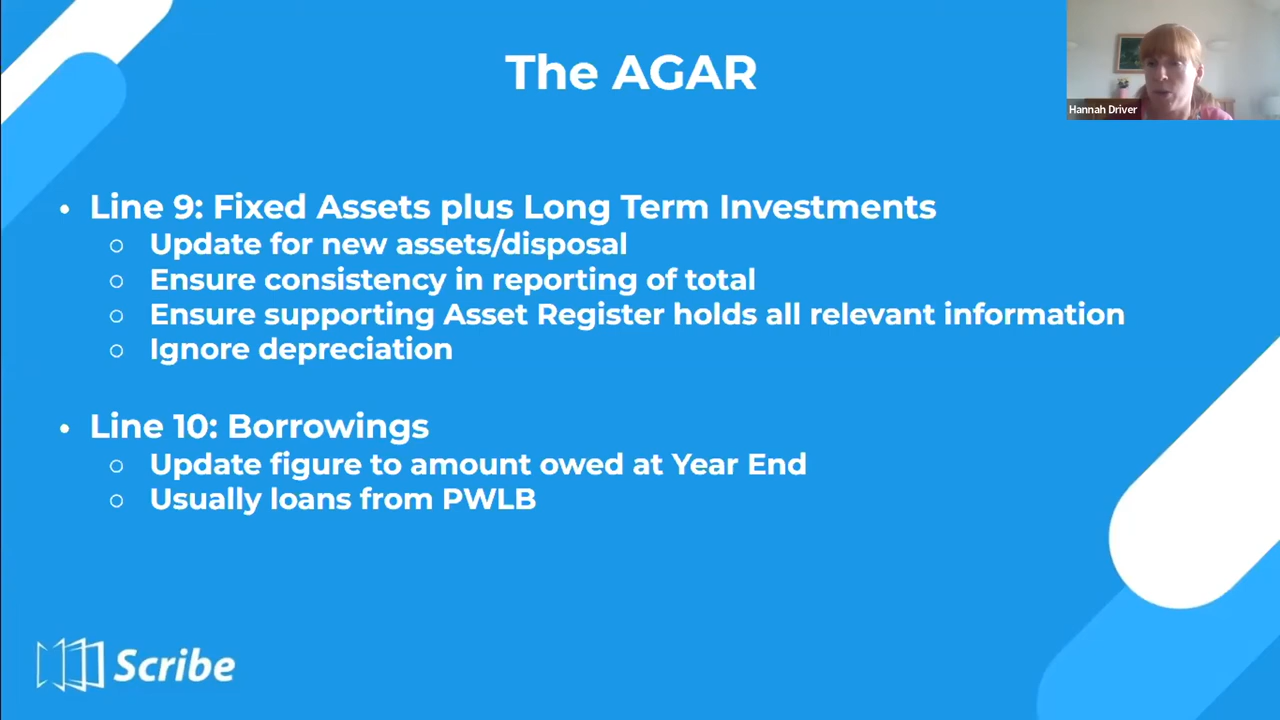 The AGAR
Hannah Driver
• Line 9: Fixed Assets plus Long Term Investments
○ Update for new assets/disposal
○ Ensure consistency in reporting of total
○ Ensure supporting Asset Register holds all relevant information
○ Ignore depreciation
• Line 10: Borrowings
○ Update figure to amount owed at Year End
○ Usually loans from PWLB
Scribe